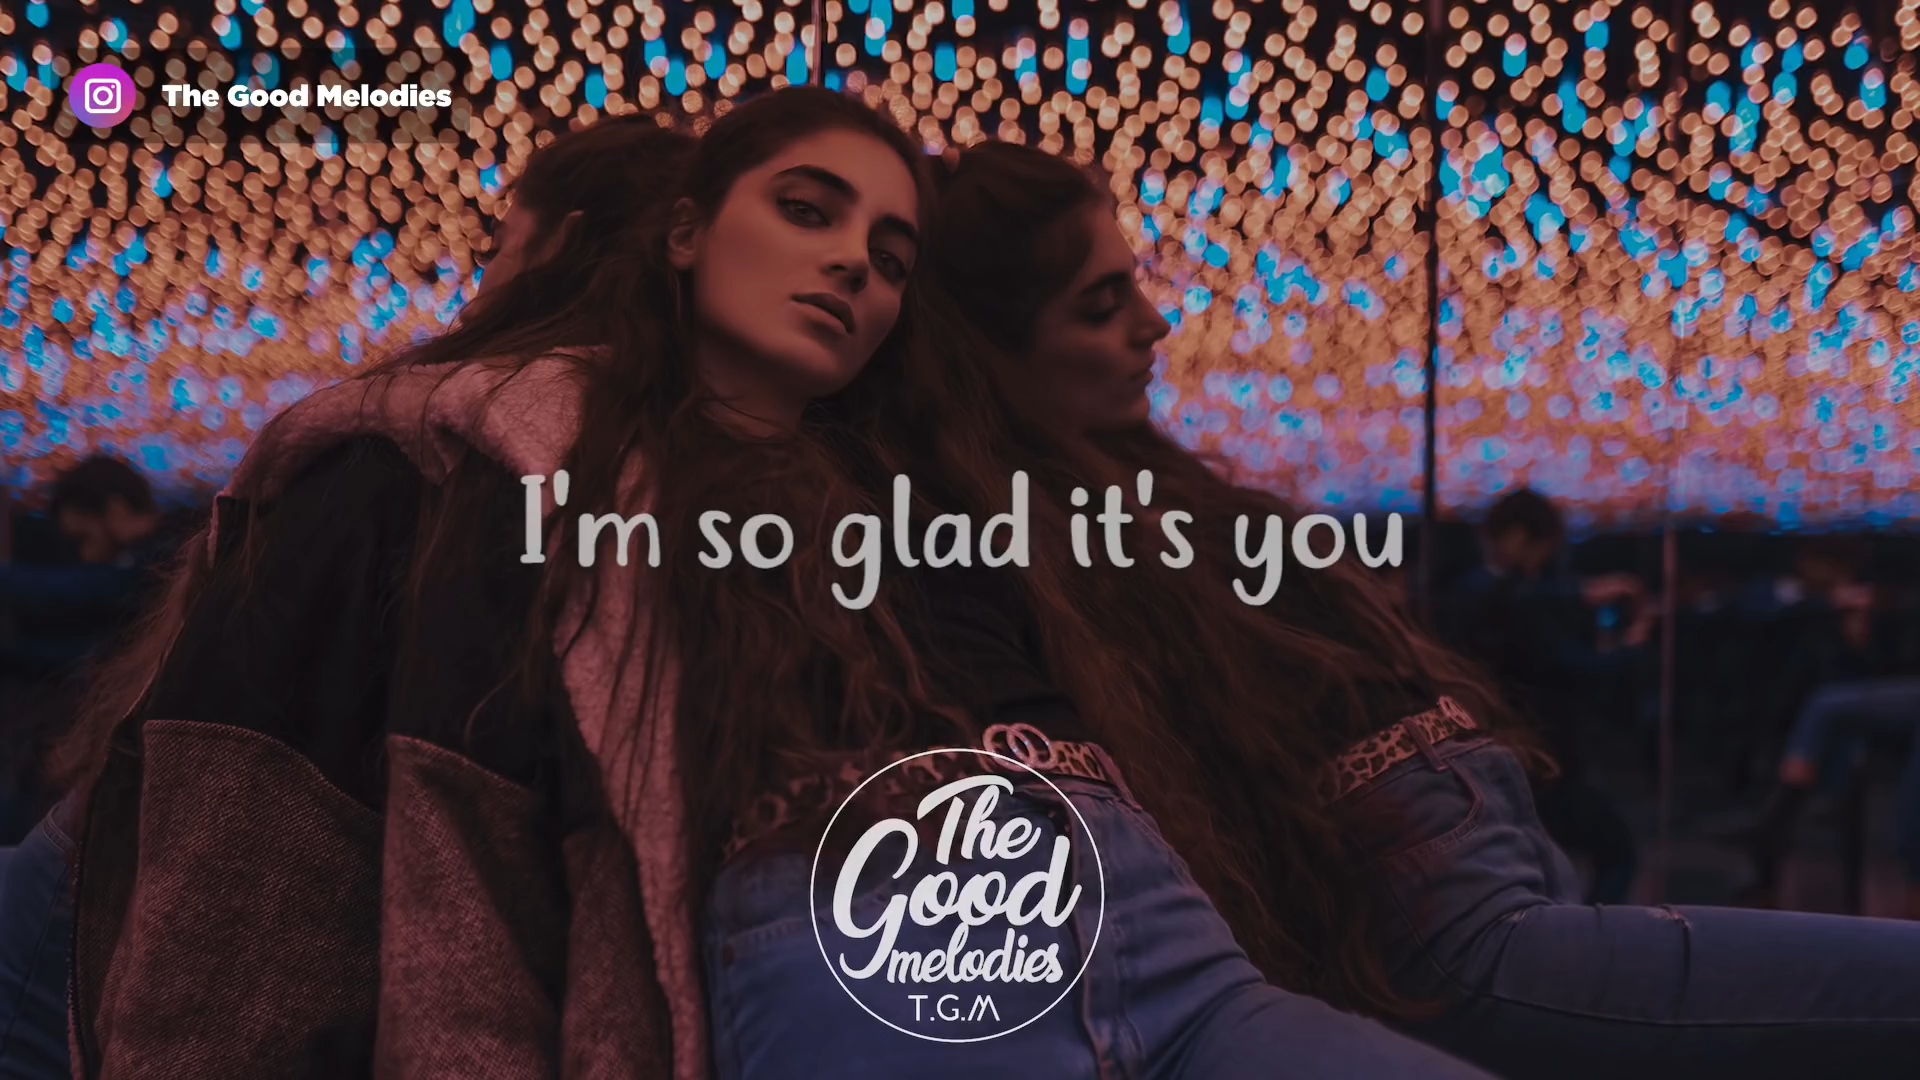 The Good Melodies
I'm so glad it's you
The
Good
melodies
T.G.M